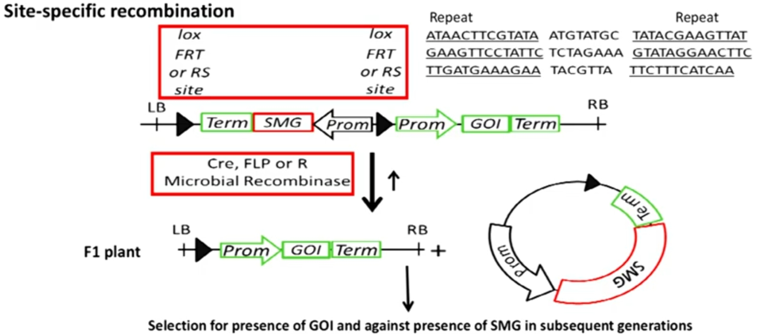 Site-specific recombination
Repeat Repeat
lox lox ATAACTTCGTATA ATGTATGC TATACGAAGTTAT
FRT FRT GAAGTTCCTATTC TCTAGAAA GTATAGGAACTTC
or RS or RS TTGATGAAAGAA TACGTTA TTCTTTCATCAA
site site
LB RB
Term SMG Prom Prom GOI Term
Cre, FLP or R
Microbial Recombinase
LB RB
F1 plant Prom GOI Term +
Term
Prom
SMG
Selection for presence of GOI and against presence of SMG in subsequent generations